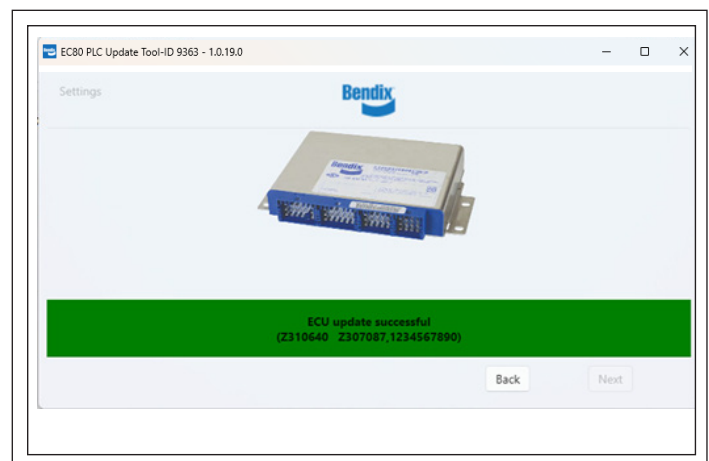 EC80 PLC Update Tool-ID 9363 - 1.0.19.0
Settings
Bendix
Bendix
ECU update successful
(Z310640 Z307087,1234567890)
Back
Next